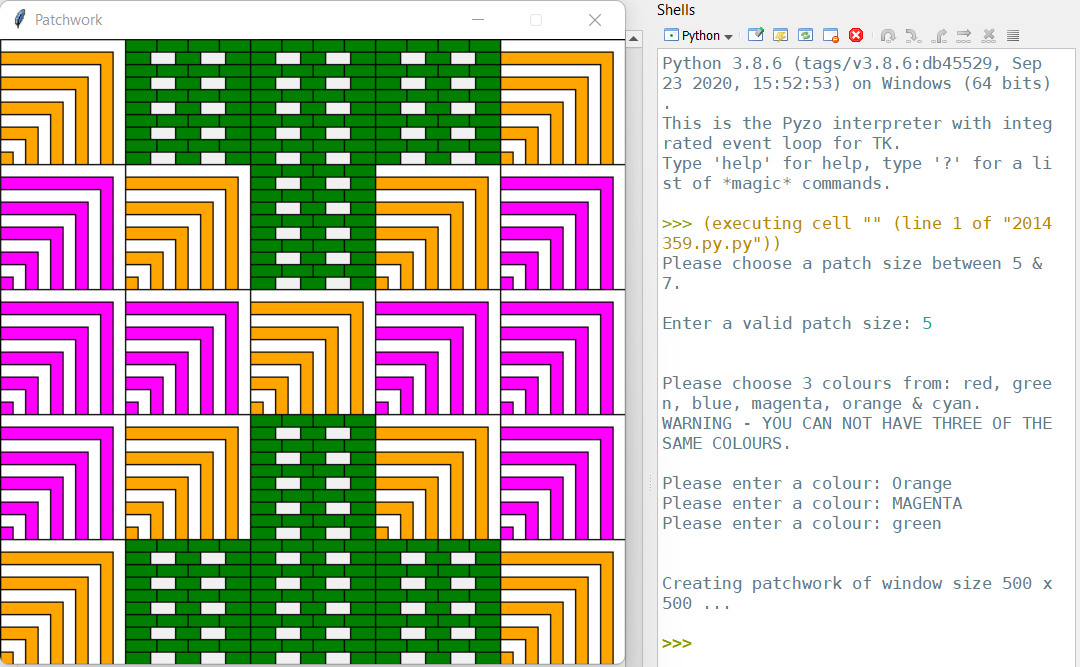 Patchwork
Shells
Python
Python 3.8.6 (tags/v3.8.6:db45529, Sep
23 2020, 15:52:53) on Windows (64 bits)
.
This is the Pyzo interpreter with integ
rated event loop for TK.
Type 'help' for help, type '?' for a li
st of *magic* commands.
>>> (executing cell "" (line 1 of "2014
359.py.py"))
Please choose a patch size between 5 &
7.
Enter a valid patch size: 5
Please choose 3 colours from: red, gree
n, blue, magenta, orange & cyan.
WARNING - YOU CAN NOT HAVE THREE OF THE
SAME COLOURS.
Please enter a colour: Orange
Please enter a colour: MAGENTA
Please enter a colour: green
Creating patchwork of window size 500 x
500 ...
>>>